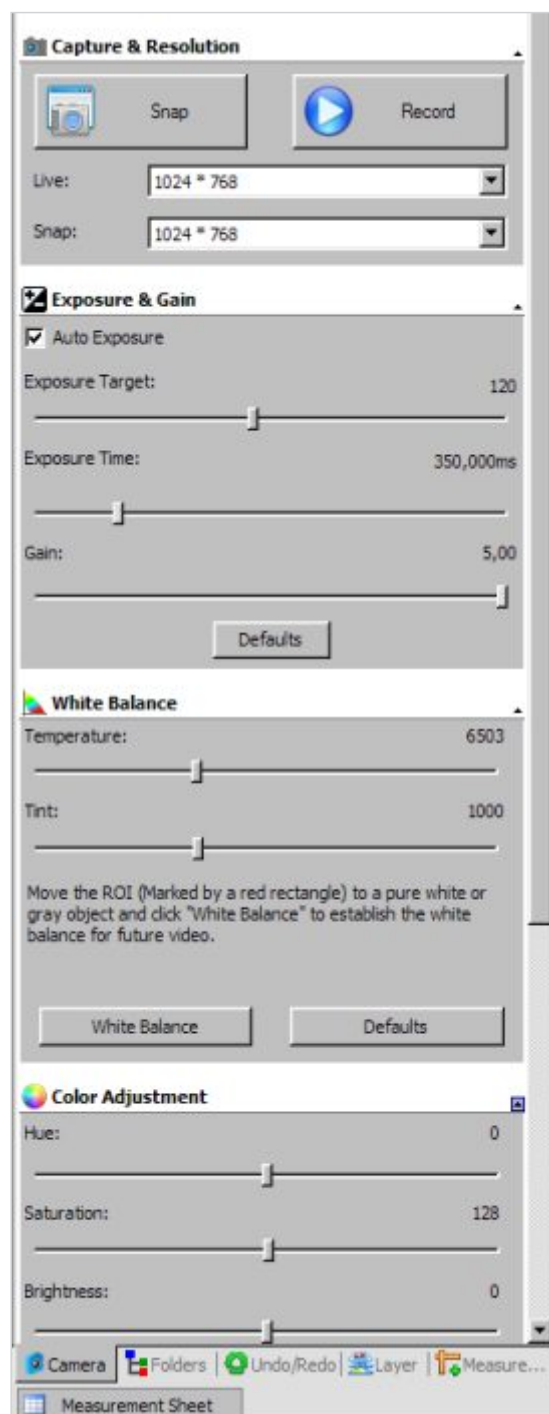 Capture & Resolution
Snap
Record
Live: 1024 * 768
Snap: 1024 * 768
Exposure & Gain
Auto Exposure
Exposure Target: 120
Exposure Time: 350,000ms
Gain: 5,00
Defaults
White Balance
Temperature: 6503
Tint: 1000
Move the ROI (Marked by a red rectangle) to a pure white or
gray object and click "White Balance" to establish the white
balance for future video.
White Balance
Defaults
Color Adjustment
Hue: 0
Saturation: 128
Brightness: 0
Camera Folders Undo/Redo Layer Measure...
Measurement Sheet